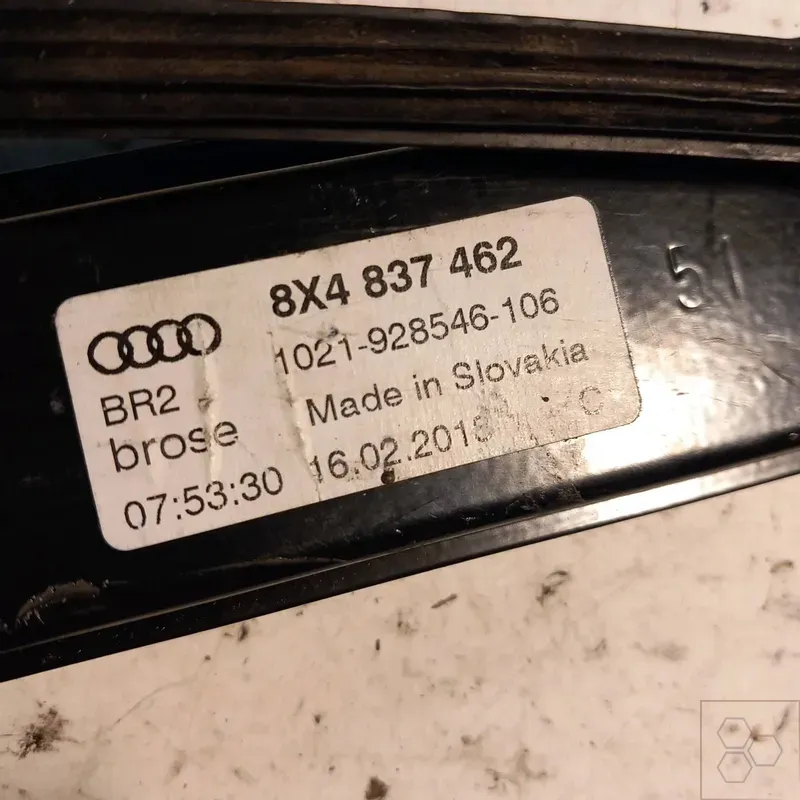 8X4 837 462
1021-928546-106
BR2
Made in Slovakia
brose
C
07:53:30
51